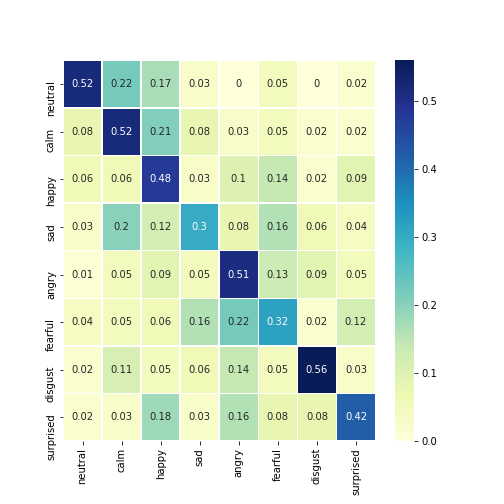 neutral 0.52 0.22 0.17 0.03 0 0.05 0 0.02
calm 0.08 0.52 0.21 0.08 0.03 0.05 0.02 0.02
happy 0.06 0.06 0.48 0.03 0.1 0.14 0.02 0.09
sad 0.03 0.2 0.12 0.3 0.08 0.16 0.06 0.04
angry 0.01 0.05 0.09 0.05 0.51 0.13 0.09 0.05
fearful 0.04 0.05 0.06 0.16 0.22 0.32 0.02 0.12
disgust 0.02 0.11 0.05 0.06 0.14 0.05 0.56 0.03
surprised 0.02 0.03 0.18 0.03 0.16 0.08 0.08 0.42
neutral calm happy sad angry fearful disgust surprised
0.5
0.4
0.3
0.2
0.1
0.0